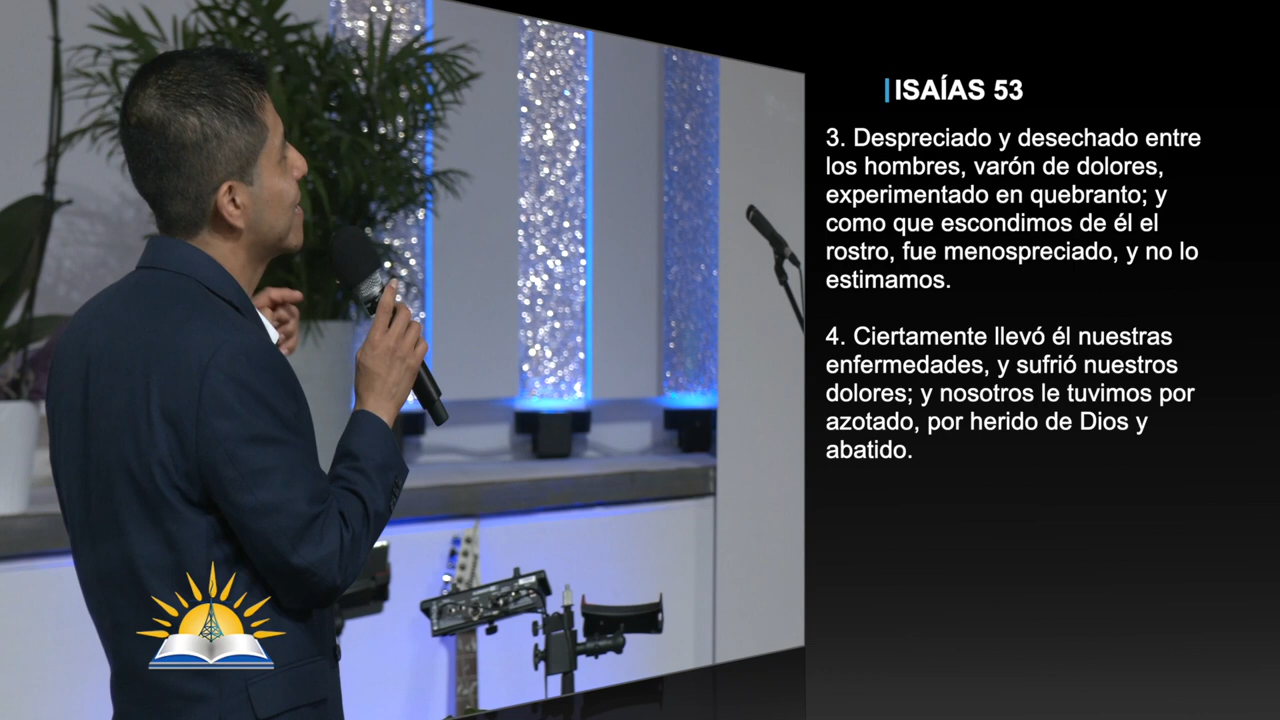 ISAÍAS 53
3. Despreciado y desechado entre
los hombres, varón de dolores,
experimentado en quebranto; y
como que escondimos de él el
rostro, fue menospreciado, y no lo
estimamos.
4. Ciertamente llevó él nuestras
enfermedades, y sufrió nuestros
dolores; y nosotros le tuvimos por
azotado, por herido de Dios y
abatido.